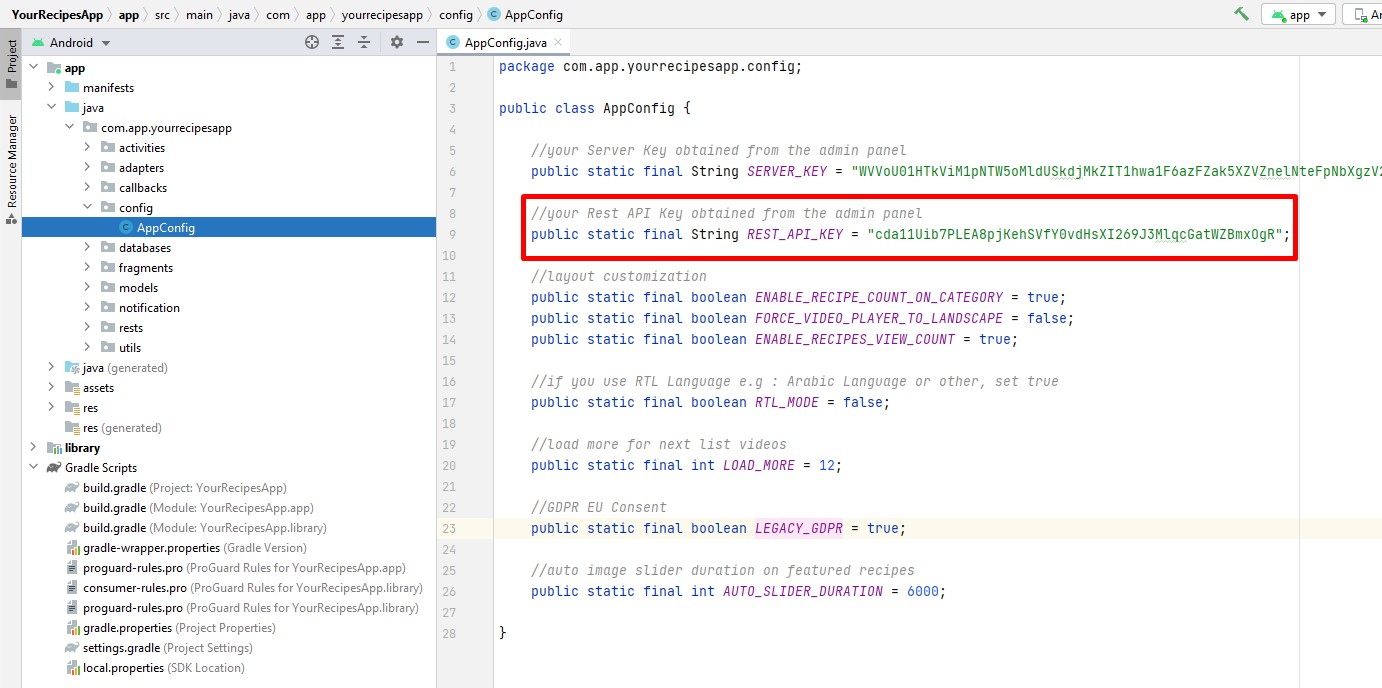 YourRecipesApp app src main java com app yourrecipesapp config AppConfig
app
Android
AppConfig.java
Project
Resource Manager
app
manifests
java
com.app.yourrecipesapp
activities
adapters
callbacks
config
AppConfig
databases
fragments
models
notification
rests
utils
java (generated)
assets
res
res (generated)
library
Gradle Scripts
build.gradle (Project: YourRecipesApp)
build.gradle (Module: YourRecipesApp.app)
build.gradle (Module: YourRecipesApp.library)
gradle-wrapper.properties (Gradle Version)
proguard-rules.pro (ProGuard Rules for YourRecipesApp.app)
consumer-rules.pro (ProGuard Rules for YourRecipesApp.library)
proguard-rules.pro (ProGuard Rules for YourRecipesApp.library)
gradle.properties (Project Properties)
settings.gradle (Project Settings)
local.properties (SDK Location)
1 package com.app.yourrecipesapp.config;
2
3 public class AppConfig {
4
5 //your Server Key obtained from the admin panel
6 public static final String SERVER_KEY = "WVVoU01HTkViM1pNTW5oMldUSkdjMkZIT1hwa1F6azFZak5XZVZnelNteFpNbXgzV2
7
8 //your Rest API Key obtained from the admin panel
9 public static final String REST_API_KEY = "cda11Uib7PLEA8pjKehSVfY0vdHsXI269J3MlqcGatWZBmxOgR";
10
11 //layout customization
12 public static final boolean ENABLE_RECIPE_COUNT_ON_CATEGORY = true;
13 public static final boolean FORCE_VIDEO_PLAYER_TO_LANDSCAPE = false;
14 public static final boolean ENABLE_RECIPES_VIEW_COUNT = true;
15
16 //if you use RTL Language e.g : Arabic Language or other, set true
17 public static final boolean RTL_MODE = false;
18
19 //load more for next list videos
20 public static final int LOAD_MORE = 12;
21
22 //GDPR EU Consent
23 public static final boolean LEGACY_GDPR = true;
24
25 //auto image slider duration on featured recipes
26 public static final int AUTO_SLIDER_DURATION = 6000;
27
28 }